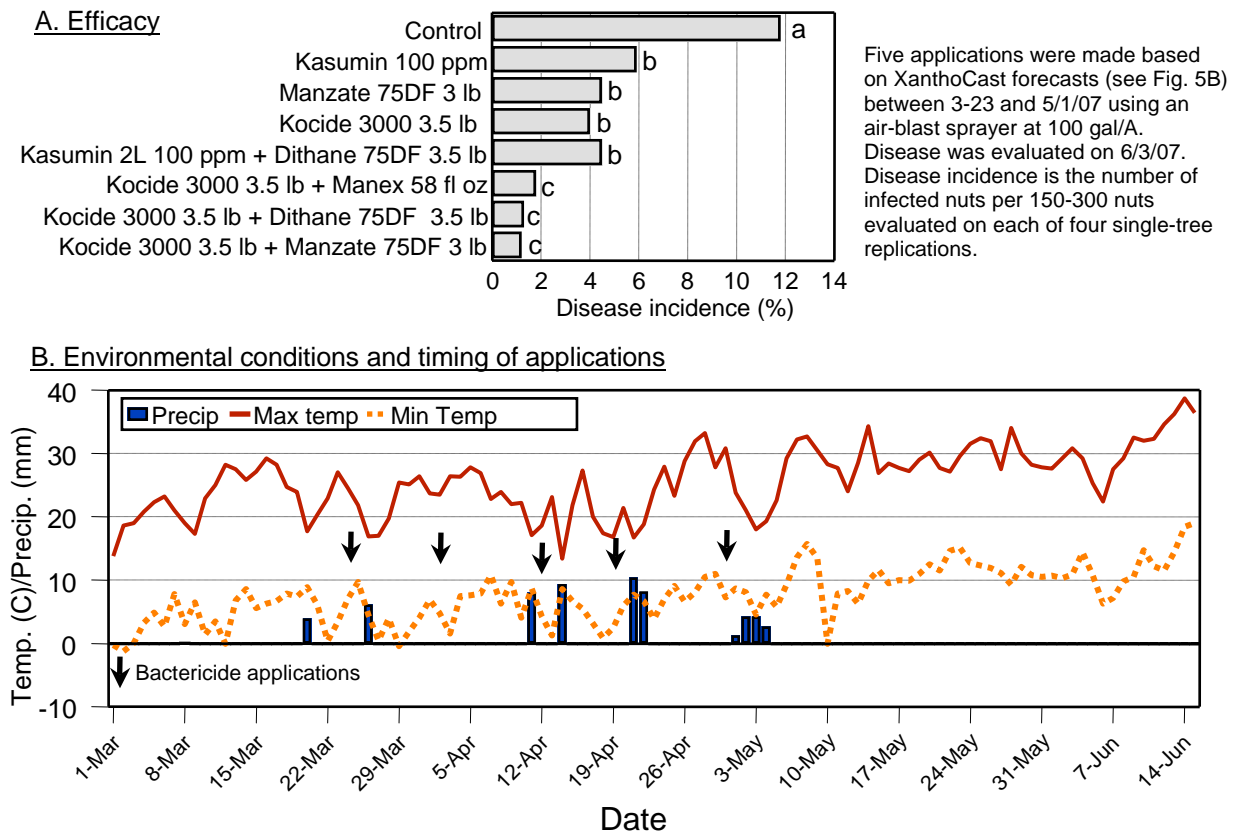 A. Efficacy
Control
Kasumin 100 ppm
Manzate 75DF 3 lb
Kocide 3000 3.5 lb
Kasumin 2L 100 ppm + Dithane 75DF 3.5 lb
Kocide 3000 3.5 lb + Manex 58 fl oz
Kocide 3000 3.5 lb + Dithane 75DF 3.5 lb
Kocide 3000 3.5 lb + Manzate 75DF 3 lb
a
b
b
b
b
c
c
c
0 2 4 6 8 10 12 14
Disease incidence (%)
Five applications were made based
on XanthoCast forecasts (see Fig. 5B)
between 3-23 and 5/1/07 using an
air-blast sprayer at 100 gal/A.
Disease was evaluated on 6/3/07.
Disease incidence is the number of
infected nuts per 150-300 nuts
evaluated on each of four single-tree
replications.
B. Environmental conditions and timing of applications
Temp. (C)/Precip. (mm)
40
30
20
10
0
-10
Precip Max temp Min Temp
Bactericide applications
1-Mar 8-Mar 15-Mar 22-Mar 29-Mar 5-Apr 12-Apr 19-Apr 26-Apr 3-May 10-May 17-May 24-May 31-May 7-Jun 14-Jun
Date